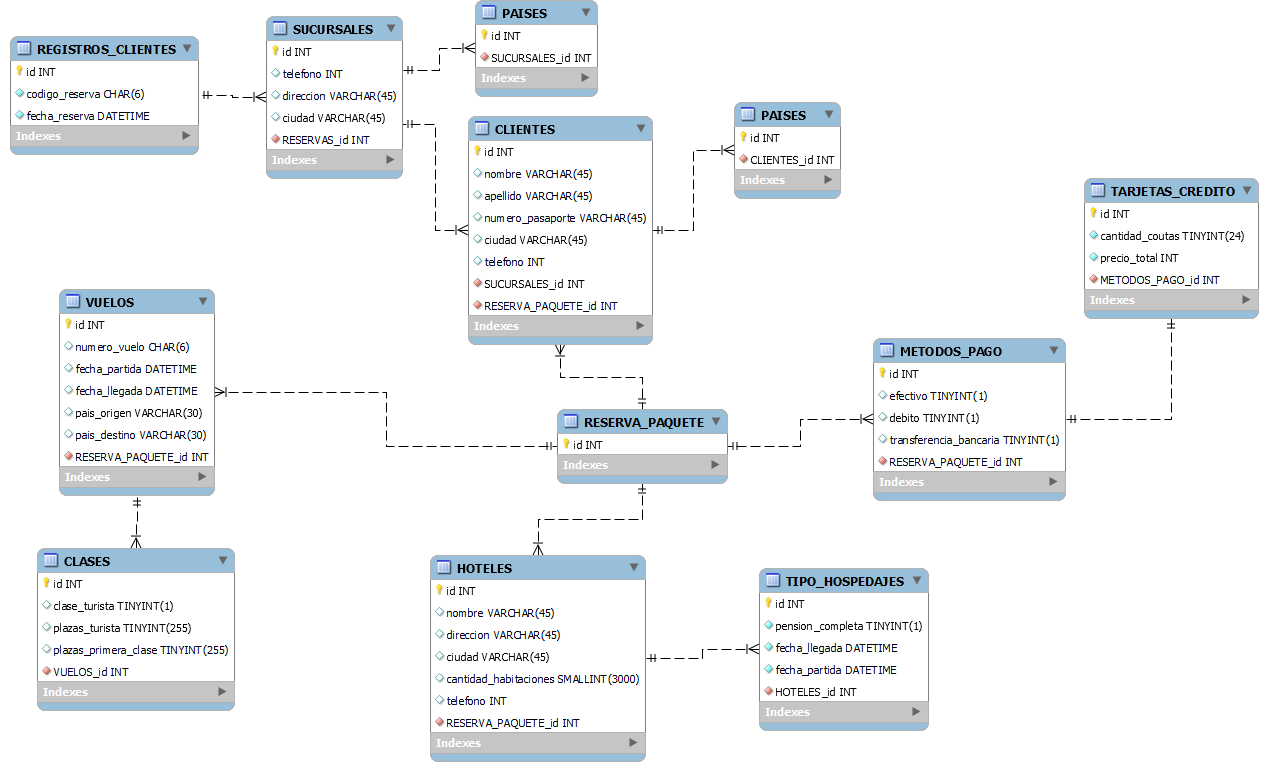 PAISES
id INT
SUCURSALES_id INT
Indexes
SUCURSALES
id INT
telefono INT
direccion VARCHAR(45)
ciudad VARCHAR(45)
RESERVAS_id INT
Indexes
REGISTROS_CLIENTES
id INT
codigo_reserva CHAR(6)
fecha_reserva DATETIME
Indexes
CLIENTES
id INT
nombre VARCHAR(45)
apellido VARCHAR(45)
numero_pasaporte VARCHAR(45)
ciudad VARCHAR(45)
telefono INT
SUCURSALES_id INT
RESERVA_PAQUETE_id INT
Indexes
PAISES
id INT
CLIENTES_id INT
Indexes
TARJETAS_CREDITO
id INT
cantidad_coutas TINYINT(24)
precio_total INT
METODOS_PAGO_id INT
Indexes
VUELOS
id INT
numero_vuelo CHAR(6)
fecha_partida DATETIME
fecha_llegada DATETIME
pais_origen VARCHAR(30)
pais_destino VARCHAR(30)
RESERVA_PAQUETE_id INT
Indexes
METODOS_PAGO
id INT
efectivo TINYINT(1)
debito TINYINT(1)
transferencia_bancaria TINYINT(1)
RESERVA_PAQUETE_id INT
Indexes
RESERVA_PAQUETE
id INT
Indexes
CLASES
id INT
clase_turista TINYINT(1)
plazas_turista TINYINT(255)
plazas_primera_clase TINYINT(255)
VUELOS_id INT
Indexes
HOTELES
id INT
nombre VARCHAR(45)
direccion VARCHAR(45)
ciudad VARCHAR(45)
cantidad_habitaciones SMALLINT(3000)
telefono INT
RESERVA_PAQUETE_id INT
Indexes
TIPO_HOSPEDAJES
id INT
pension_completa TINYINT(1)
fecha_llegada DATETIME
fecha_partida DATETIME
HOTELES_id INT
Indexes